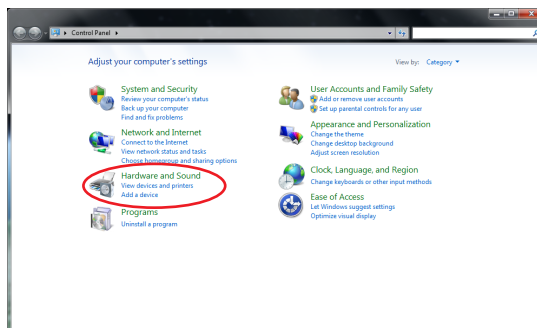 Control Panel
Adjust your computer's settings
View by: Category
System and Security
Review your computer's status
Back up your computer
Find and fix problems
Network and Internet
Connect to the Internet
View network status and tasks
Choose homegroup and sharing options
Hardware and Sound
View devices and printers
Add a device
Programs
Uninstall a program
User Accounts and Family Safety
Add or remove user accounts
Set up parental controls for any user
Appearance and Personalization
Change the theme
Change desktop background
Adjust screen resolution
Clock, Language, and Region
Change keyboards or other input methods
Ease of Access
Let Windows suggest settings
Optimize visual display